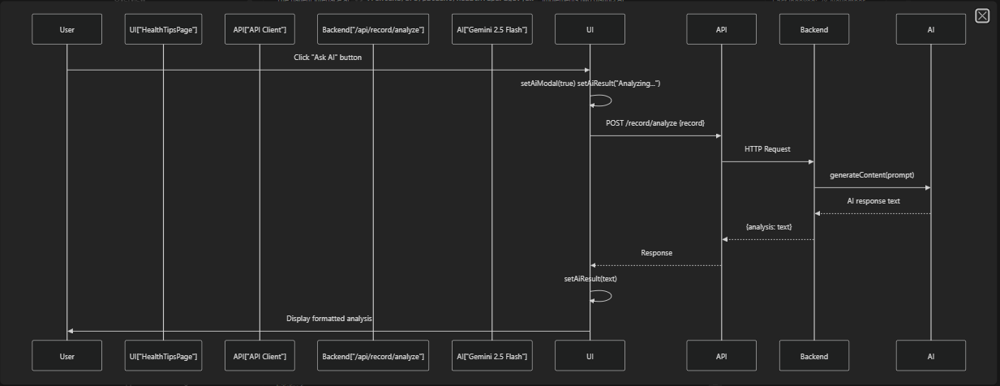 User
UI["HealthTipsPage"]
API["API Client"]
Backend["/api/record/analyze"]
AI["Gemini 2.5 Flash"]
UI
API
Backend
AI
Click "Ask AI" button
setAiModal(true) setAiResult("Analyzing...")
POST /record/analyze {record}
HTTP Request
generateContent(prompt)
AI response text
{analysis: text}
Response
setAiResult(text)
Display formatted analysis
User
UI["HealthTipsPage"]
API["API Client"]
Backend["/api/record/analyze"]
AI["Gemini 2.5 Flash"]
UI
API
Backend
AI